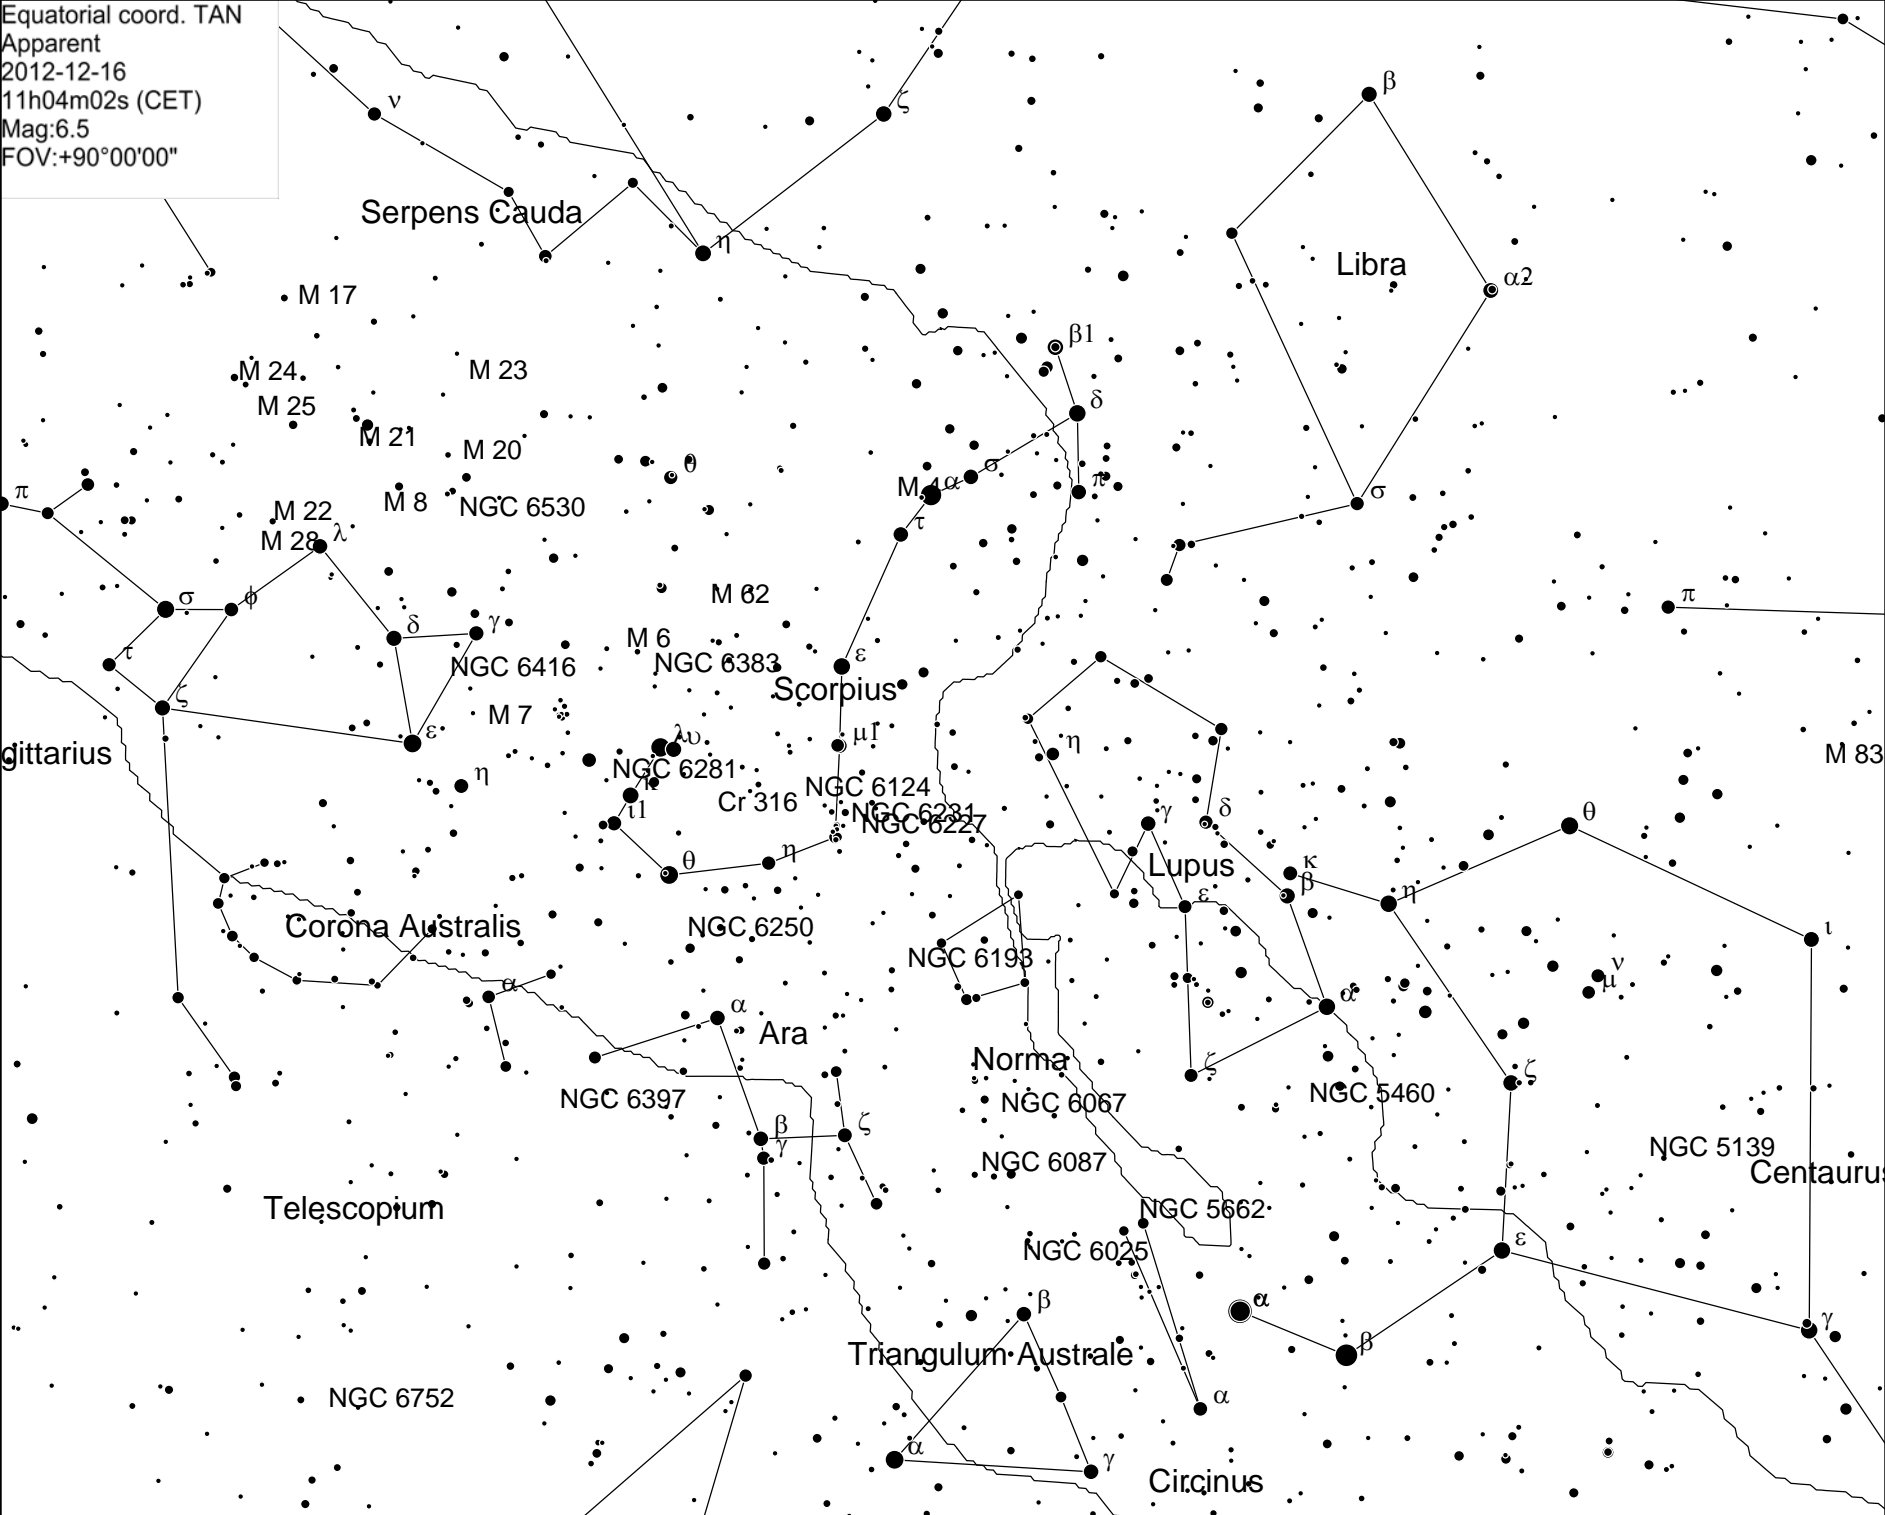 Equatorial coord. TAN
Apparent
2012-12-16
11h04m02s (CET)
Mag:6.5
FOV:+90°00'00"
β
ν
ζ
Serpens Cauda
η
Libra
α2
M 17
β1
M 24
M 23
M 25
δ
M 21
M 20
θ
σ
π
M 4
α
π
σ
M 8
NGC 6530
M 22
τ
λ
M 28
M 62
σ
φ
π
δ
γ
M 6
τ
NGC 6416
NGC 6383
ε
Scorpius
ζ
M 7
ε
λυ
μ1
η
gittarius
M 83
NGC 6281
η
κ
NGC 6124
Cr 316
ι1
NGC 6231
NGC 6227
γ
δ
θ
θ
η
Lupus
κ
β
ε
η
Corona Australis
NGC 6250
ι
NGC 6193
ν
μ
α
α
α
Ara
Norma
ζ
ζ
NGC 6397
NGC 6067
NGC 5460
β
ζ
γ
NGC 5139
NGC 6087
Centaurus
Telescopium
NGC 5662
NGC 6025
ε
α
β
γ
β
Triangulum Australe
NGC 6752
α
α
γ
Circinus